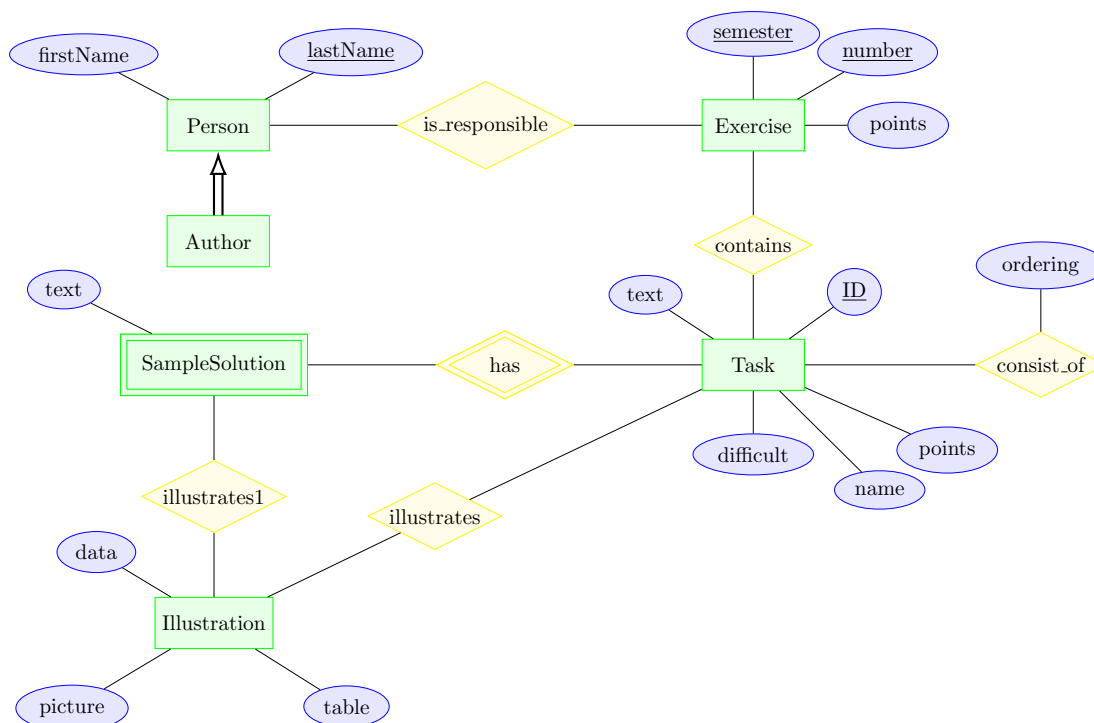 semester
firstName
lastName
number
Person
is_responsible
Exercise
points
Author
contains
ordering
text
text
ID
SampleSolution
has
Task
consist_of
difficult
points
name
illustrates1
illustrates
data
Illustration
picture
table